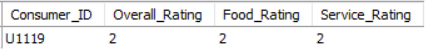 Consumer_ID Overall_Rating Food_Rating Service_Rating
U1119 2 2 2